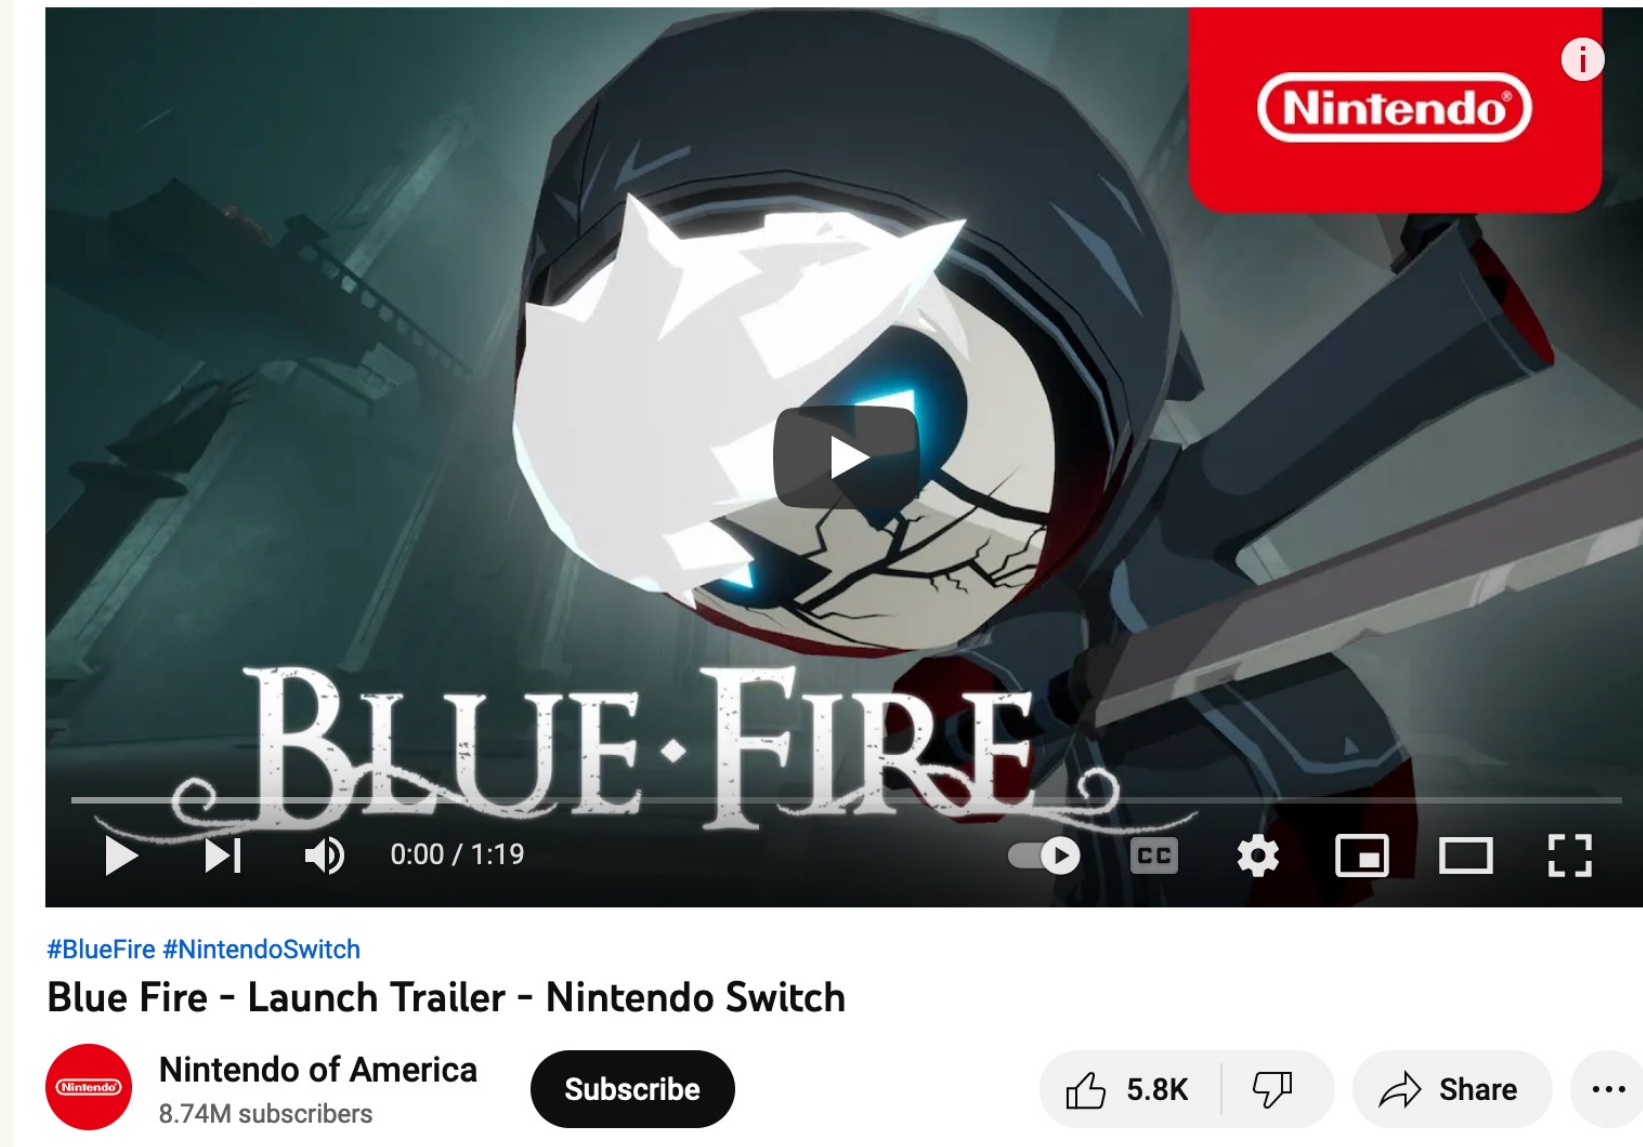 Nintendo®
i
BLUE · FIRE
0:00 / 1:19
CC
#BlueFire #NintendoSwitch
Blue Fire - Launch Trailer - Nintendo Switch
Nintendo
Nintendo of America
8.74M subscribers
Subscribe
5.8K
Share